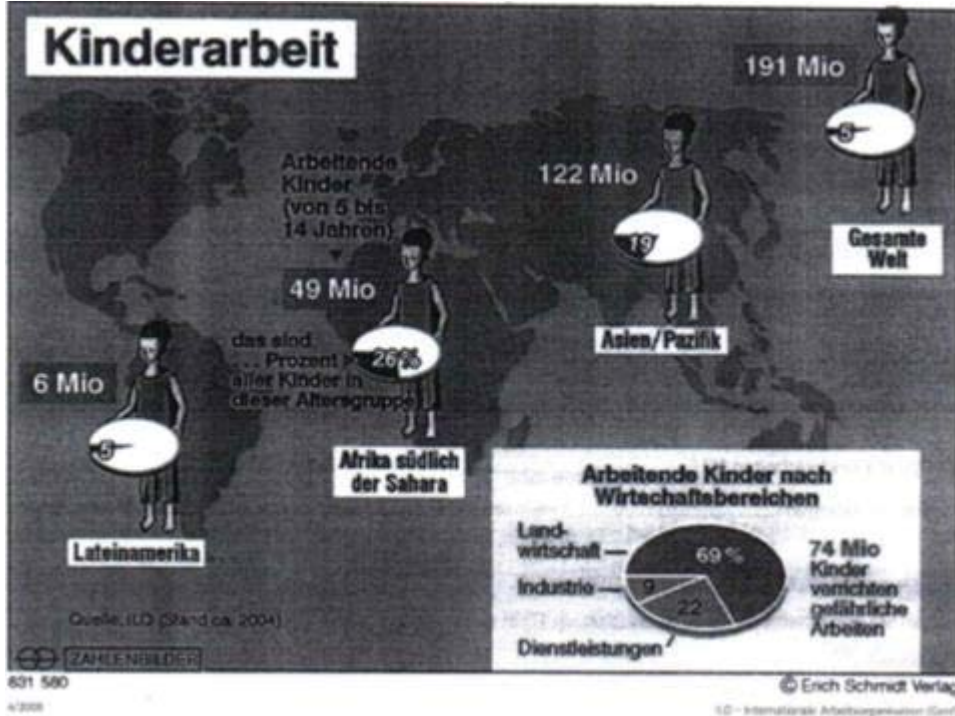 Kinderarbeit
191 Mio
5
Gesamte
Welt
122 Mio
19
Asien/Pazifik
Arbeitende
Kinder
(von 5 bis
14 Jahren)
49 Mio
26%
das sind
... Prozent
aller Kinder in
dieser Altersgruppe
Afrika südlich
der Sahara
6 Mio
5
Lateinamerika
Arbeitende Kinder nach
Wirtschaftsbereichen
Land-
wirtschaft
69 %
Industrie
9
22
Dienstleistungen
74 Mio
Kinder
verrichten
gefährliche
Arbeiten
Quelle: ILO (Stand ca. 2004)
ZAHLENBILDER
631 580
© Erich Schmidt Verlag
ILO - Internationale Arbeitsorganisation